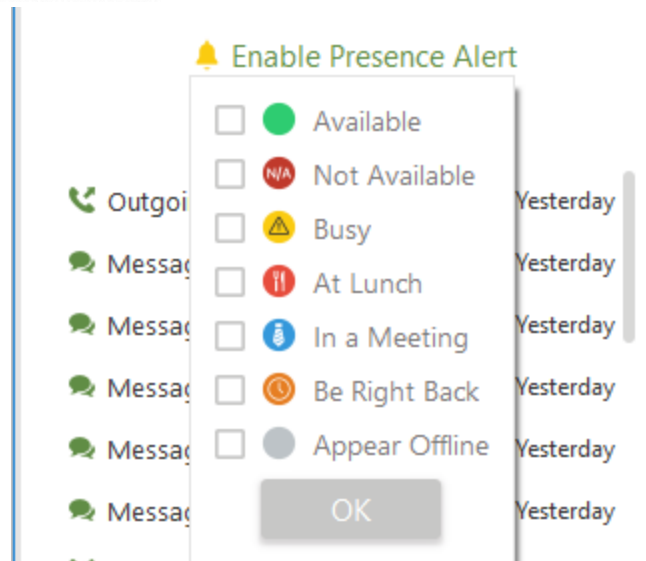 Enable Presence Alert
Available
N/A Not Available
Outgoi Yesterday
Busy
Messag Yesterday
At Lunch
Messag Yesterday
In a Meeting
Messag Yesterday
Be Right Back
Messag Yesterday
Appear Offline
Messag Yesterday
OK